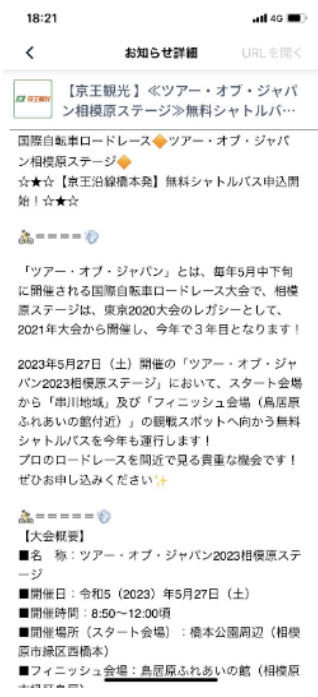 18:21
4G
お知らせ詳細
URLを開く
京王観光
【京王観光】≪ツアー・オブ・ジャパ
ン相模原ステージ≫無料シャトルバ…
国際自転車ロードレース🔶ツアー・オブ・ジャパ
ン相模原ステージ🔶
☆★☆【京王沿線橋本発】無料シャトルバス申込開
始！☆★☆
🚴＝＝＝＝💨
「ツアー・オブ・ジャパン」とは、毎年5月中下旬
に開催される国際自転車ロードレース大会で、相模
原ステージは、東京2020大会のレガシーとして、
2021年大会から開催し、今年で３年目となります！
2023年5月27日（土）開催の「ツアー・オブ・ジャ
パン2023相模原ステージ」において、スタート会場
から「串川地域」及び「フィニッシュ会場（鳥居原
ふれあいの館付近）」の観戦スポットへ向かう無料
シャトルバスを今年も運行します！
プロのロードレースを間近で見る貴重な機会です！
ぜひお申し込みください✨
🚴＝＝＝＝＝💨
【大会概要】
■名　称：ツアー・オブ・ジャパン2023相模原ステ
ージ
■開催日：令和5（2023）年5月27日（土）
■開催時間：8:50～12:00頃
■開催場所（スタート会場）：橋本公園周辺（相模
原市緑区西橋本）
■フィニッシュ会場：鳥居原ふれあいの館（相模原